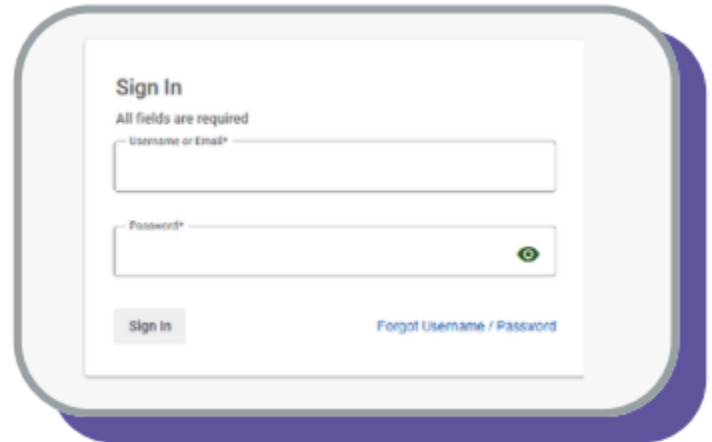 Sign In
All fields are required
Username or Email*
Password*
Sign In
Forgot Username / Password